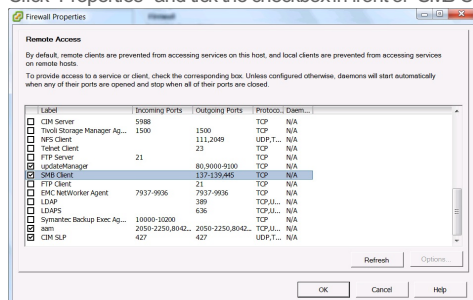 Click "Properties" and tick the checkbox in front of "SMB C
Firewall Properties
Remote Access
By default, remote clients are prevented from accessing services on this host, and local clients are prevented from accessing services
on remote hosts.
To provide access to a service or client, check the corresponding box. Unless configured otherwise, daemons will start automatically
when any of their ports are opened and stop when all of their ports are closed.
Label Incoming Ports Outgoing Ports Protoco... Daem...
CIM Server 5988 TCP N/A
Tivoli Storage Manager Ag... 1500 1500 TCP N/A
NFS Client 111,2049 UDP,T... N/A
Telnet Client 23 TCP N/A
FTP Server 21 TCP N/A
updateManager 80,9000-9100 TCP N/A
SMB Client 137-139,445 TCP N/A
FTP Client 21 TCP N/A
EMC NetWorker Agent 7937-9936 7937-9936 TCP N/A
LDAP 389 TCP,U... N/A
LDAPS 636 TCP,U... N/A
Symantec Backup Exec Ag... 10000-10200 TCP N/A
aam 2050-2250,8042... 2050-2250,8042... TCP,U... N/A
CIM SLP 427 427 UDP,T... N/A
Refresh Options...
OK Cancel Help